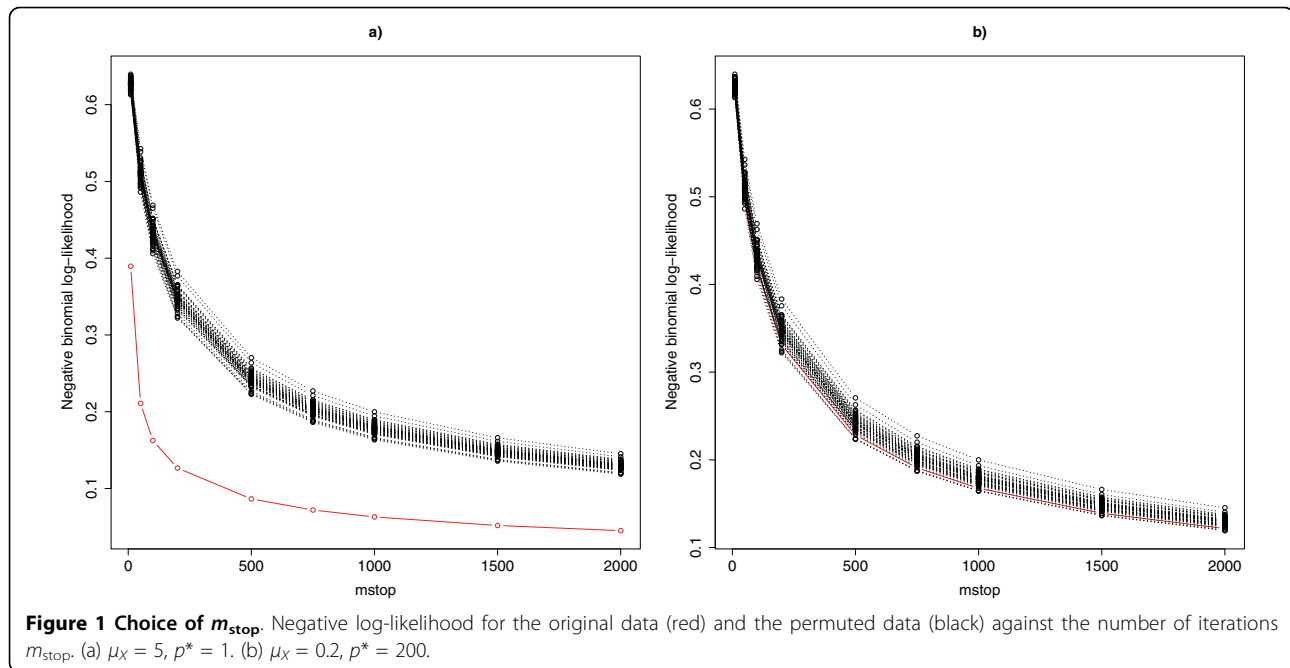 a)
b)
Negative binomial log–likelihood
0.1 0.2 0.3 0.4 0.5 0.6
0 500 1000 1500 2000
mstop
Negative binomial log–likelihood
0.1 0.2 0.3 0.4 0.5 0.6
0 500 1000 1500 2000
mstop
Figure 1 Choice of mstop. Negative log-likelihood for the original data (red) and the permuted data (black) against the number of iterations
mstop. (a) μX = 5, p* = 1. (b) μX = 0.2, p* = 200.